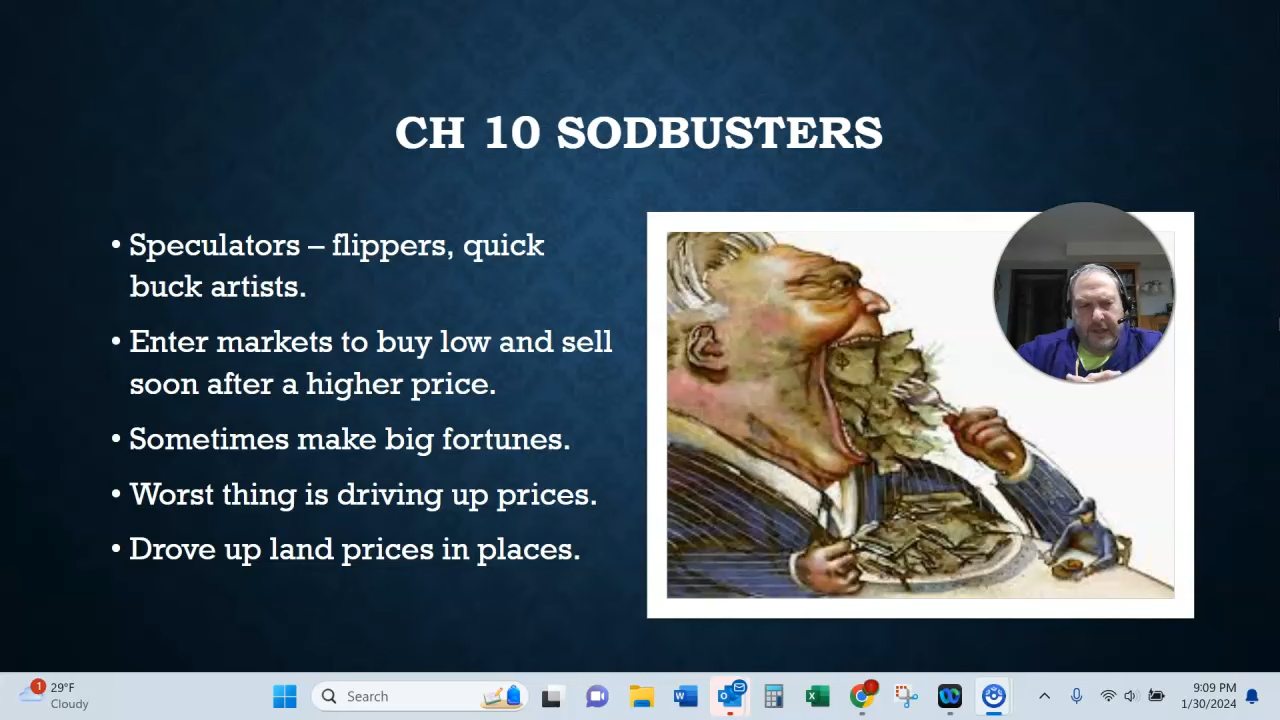 CH 10 SODBUSTERS
• Speculators – flippers, quick
buck artists.
• Enter markets to buy low and sell
soon after a higher price.
• Sometimes make big fortunes.
• Worst thing is driving up prices.
• Drove up land prices in places.
1
29°F
Cloudy
Search
9:09 PM
1/30/2024